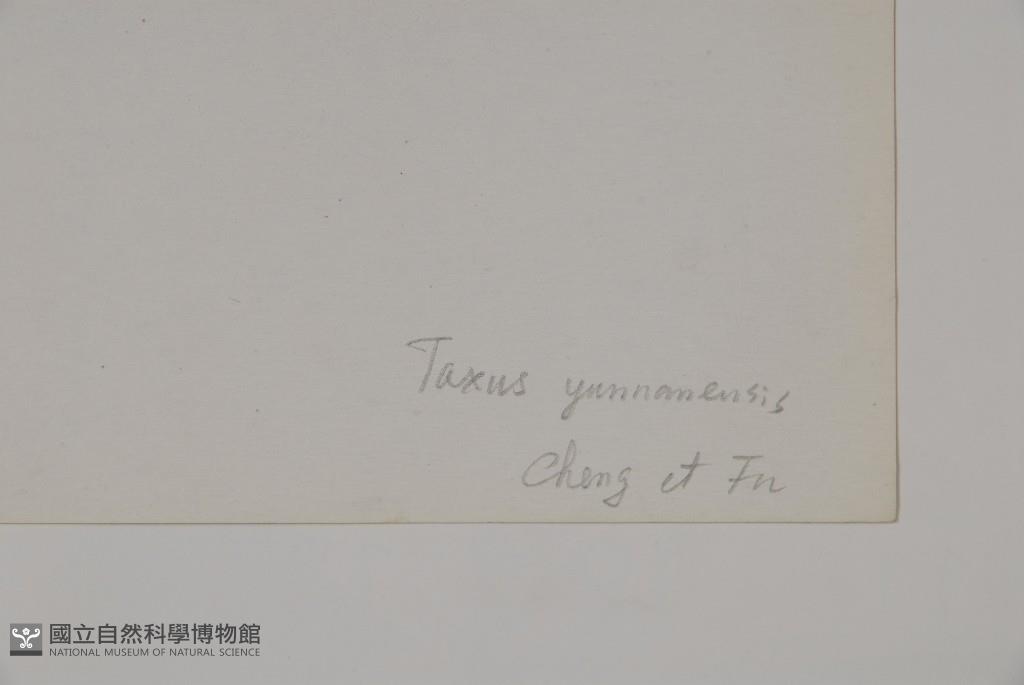 Taxus yunnanensis
Cheng et Fu
國立自然科學博物館
NATIONAL MUSEUM OF NATURAL SCIENCE